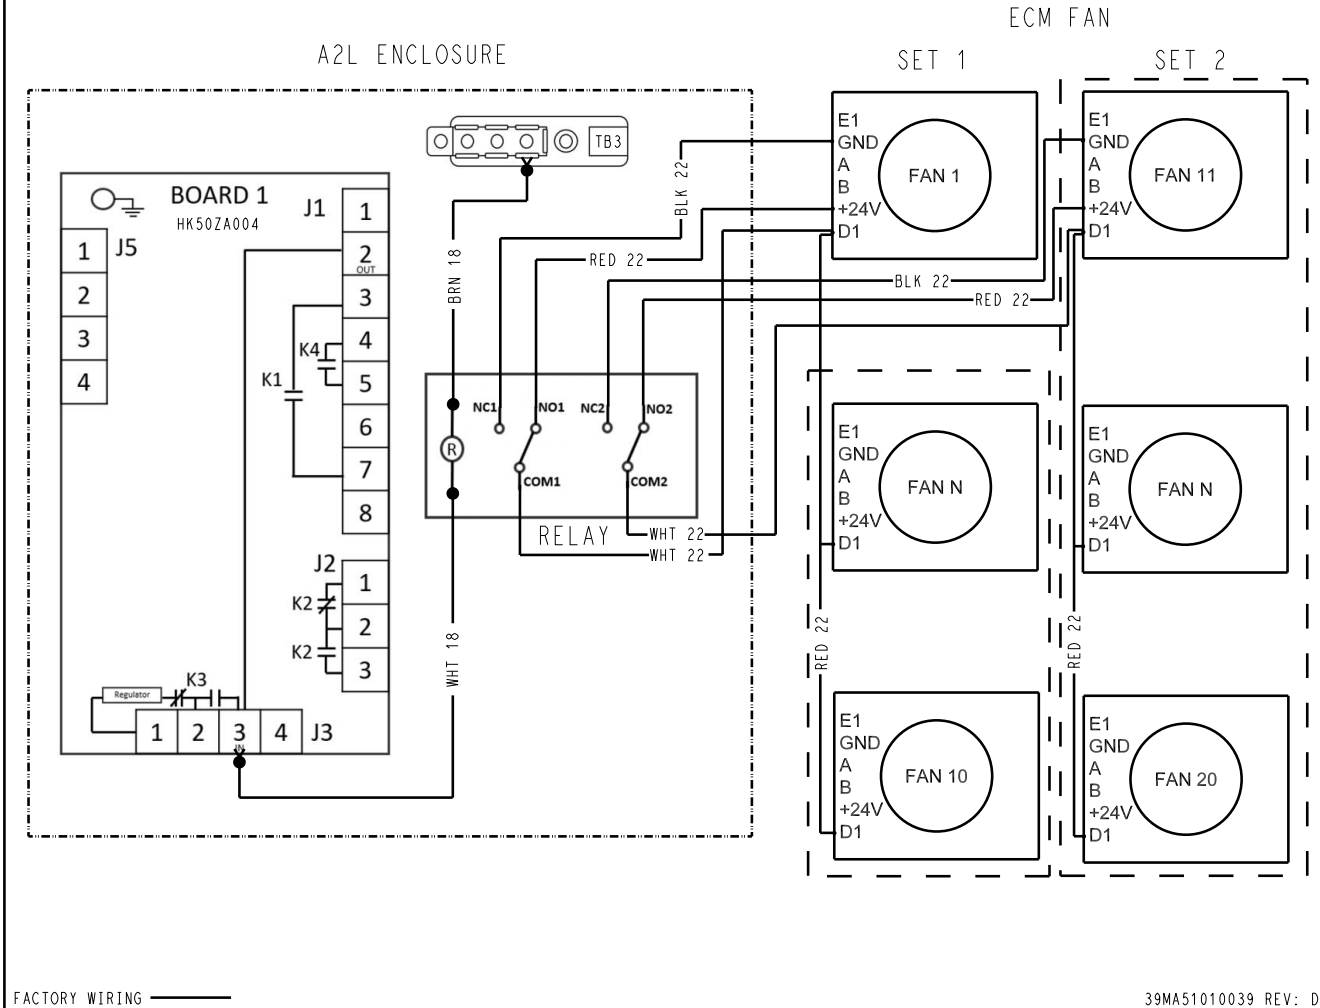 ECM FAN
A2L ENCLOSURE
SET 1
SET 2
TB3
BOARD 1
HK50ZA004
J5
1
2
3
4
J1
1
2
OUT
3
4
5
6
7
8
K4
K1
J2
1
2
3
K2
K2
K3
Regulator
1
2
3
IN
4
J3
BRN 18
WHT 18
BLK 22
RED 22
BLK 22
RED 22
NC1
NO1
NC2
NO2
R
COM1
COM2
RELAY
WHT 22
WHT 22
E1
GND
A
B
+24V
D1
FAN 1
E1
GND
A
B
+24V
D1
FAN 11
E1
GND
A
B
+24V
D1
FAN N
E1
GND
A
B
+24V
D1
FAN N
RED 22
RED 22
E1
GND
A
B
+24V
D1
FAN 10
E1
GND
A
B
+24V
D1
FAN 20
FACTORY WIRING
39MA51010039 REV: D